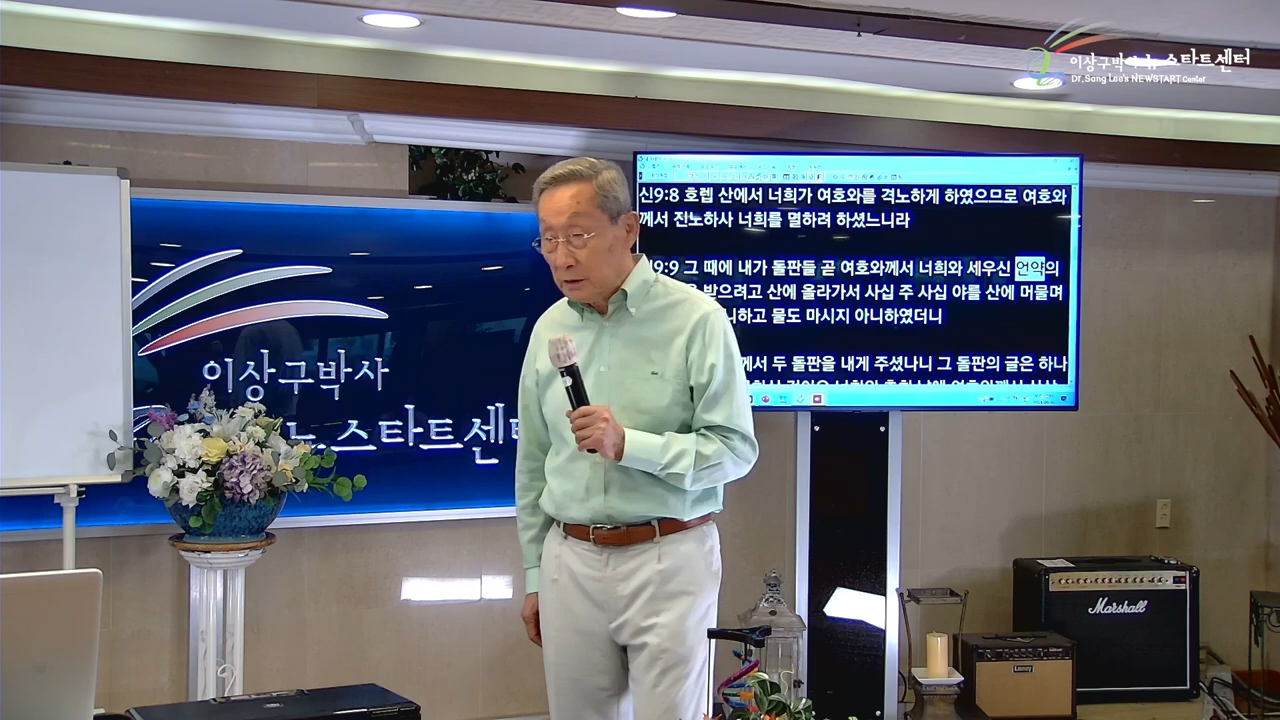 이상구박사 뉴 스타트센터
Dr. Sang Lee's NEWSTART Center
신9:8 호렙 산에서 너희가 여호와를 격노하게 하였으므로 여호와
께서 진노하사 너희를 멸하려 하셨느니라
9:9 그 때에 내가 돌판들 곧 여호와께서 너희와 세우신 언약의
받으려고 산에 올라가서 사십 주 사십 야를 산에 머물며
니하고 물도 마시지 아니하였더니
께서 두 돌판을 내게 주셨나니 그 돌판의 글은 하나
이상구박사
뉴 스타트센
Marshall
Laney